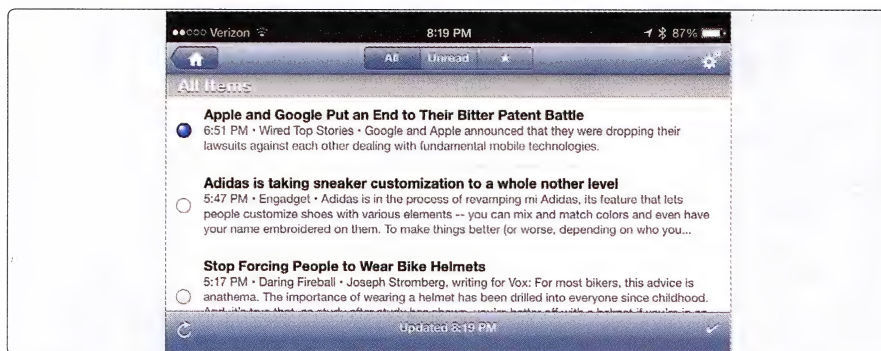 Verizon 8:19 PM 87%
All Unread
All Items
Apple and Google Put an End to Their Bitter Patent Battle
6:51 PM • Wired Top Stories • Google and Apple announced that they were dropping their
lawsuits against each other dealing with fundamental mobile technologies.
Adidas is taking sneaker customization to a whole nother level
5:47 PM • Engadget • Adidas is in the process of revamping mi Adidas, its feature that lets
people customize shoes with various elements -- you can mix and match colors and even have
your name embroidered on them. To make things better (or worse, depending on who you...
Stop Forcing People to Wear Bike Helmets
5:17 PM • Daring Fireball • Joseph Stromberg, writing for Vox: For most bikers, this advice is
anathema. The importance of wearing a helmet has been drilled into everyone since childhood.
Updated 8:19 PM